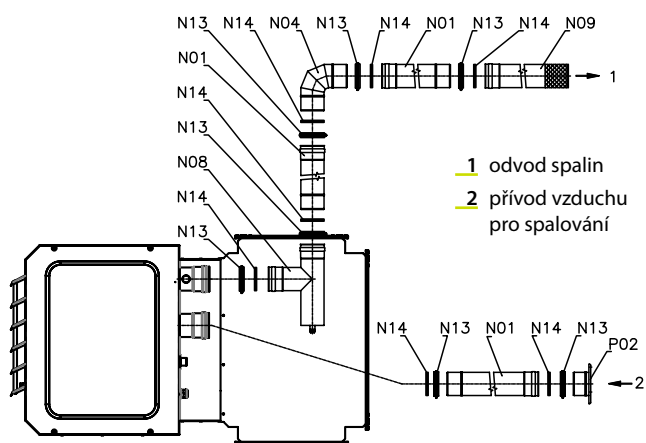 N13 N14 N04 N13 N14 N01 N13 N14 N09
N01
1
N14
N13
N08
1 odvod spalin
N14
2 přívod vzduchu
pro spalování
N13
N14 N13 N01 N14 N13
P02
2